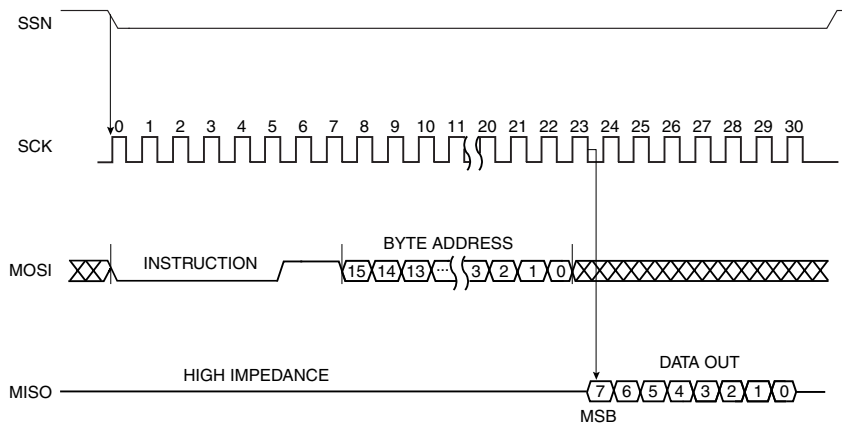 SSN
0 1 2 3 4 5 6 7 8 9 10 11 20 21 22 23 24 25 26 27 28 29 30
SCK
BYTE ADDRESS
INSTRUCTION
MOSI
15 14 13 ... 3 2 1 0
DATA OUT
HIGH IMPEDANCE
MISO
7 6 5 4 3 2 1 0
MSB